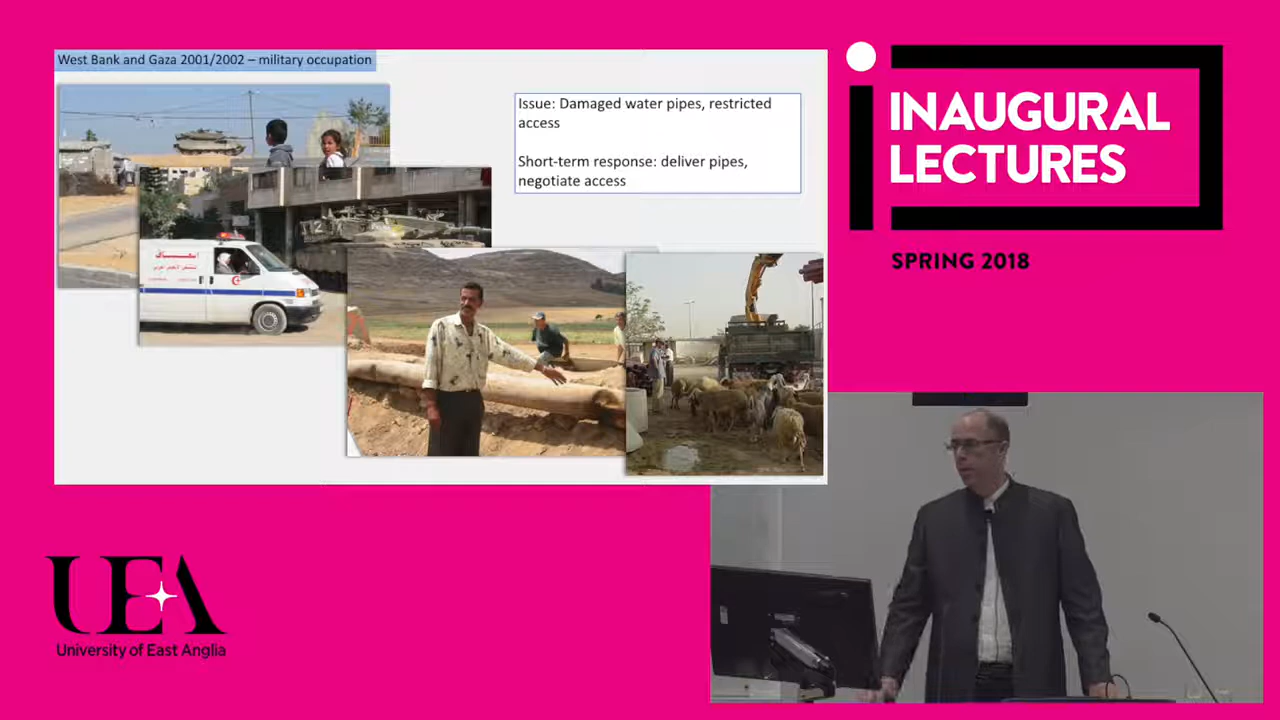 West Bank and Gaza 2001/2002 – military occupation
Issue: Damaged water pipes, restricted
access
Short-term response: deliver pipes,
negotiate access
INAUGURAL
LECTURES
SPRING 2018
UEA
University of East Anglia